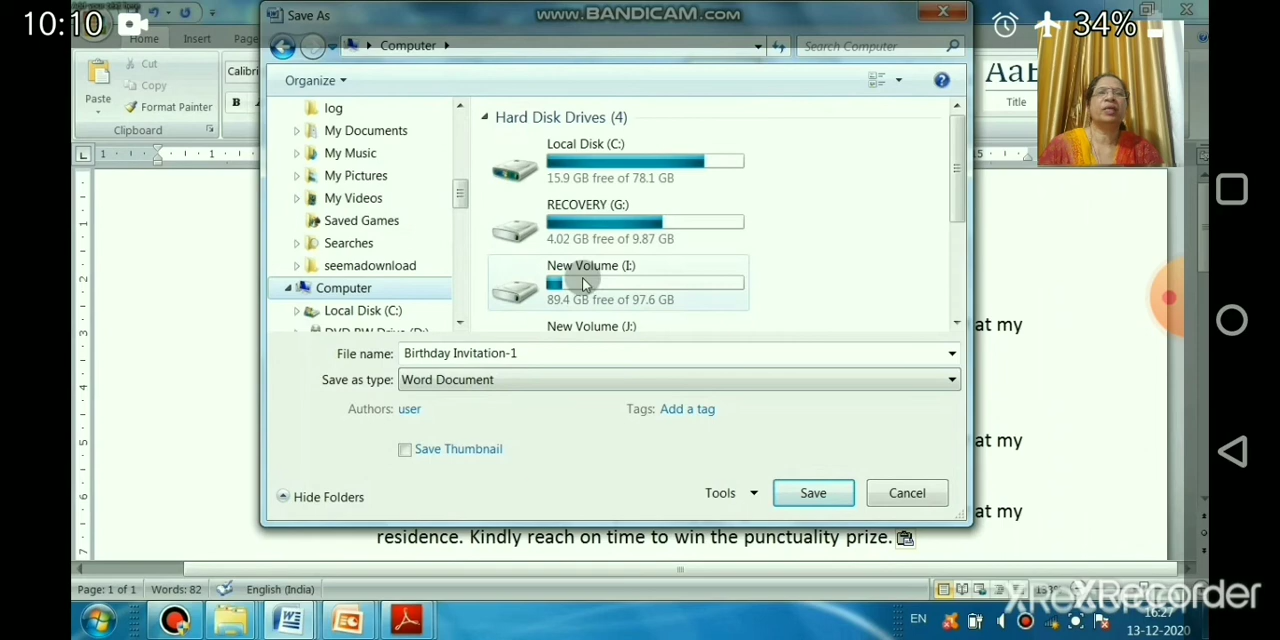 10:10
34%
Save As
www.BANDICAM.com
Computer
Search Computer
Organize
Home
Insert
Page
Cut
Copy
Paste
Format Painter
Clipboard
Calibri
B
Title
log
My Documents
My Music
My Pictures
My Videos
Saved Games
Searches
seemadownload
Computer
Local Disk (C:)
Hard Disk Drives (4)
Local Disk (C:)
15.9 GB free of 78.1 GB
RECOVERY (G:)
4.02 GB free of 9.87 GB
New Volume (I:)
89.4 GB free of 97.6 GB
New Volume (J:)
File name: Birthday Invitation-1
Save as type: Word Document
Authors: user
Tags: Add a tag
Save Thumbnail
Hide Folders
Tools
Save
Cancel
at my
at my
at my
residence. Kindly reach on time to win the punctuality prize.
Page: 1 of 1
Words: 82
English (India)
XRecorder
EN
16:27
13-12-2020